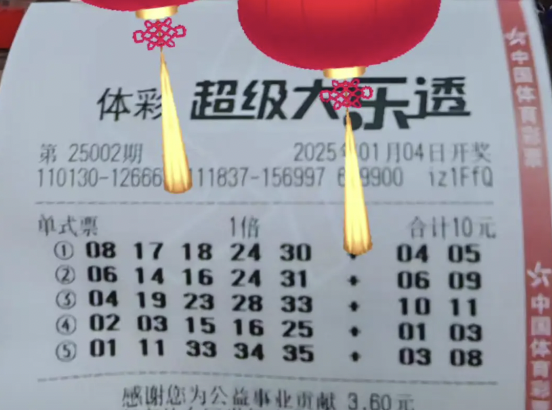 体彩 超级大乐透
第 25002期 2025年01月04日开奖
110130-12666 111837-156997 6 9900 iz1FfQ
单式票 1倍 合计10元
① 08 17 18 24 30 + 04 05
② 06 14 16 24 31 + 06 09
③ 04 19 23 28 33 + 10 11
④ 02 03 15 16 25 + 01 03
⑤ 01 11 33 34 35 + 03 08
感谢您为公益事业贡献 3.60元
中国体育彩票
中国体育彩票